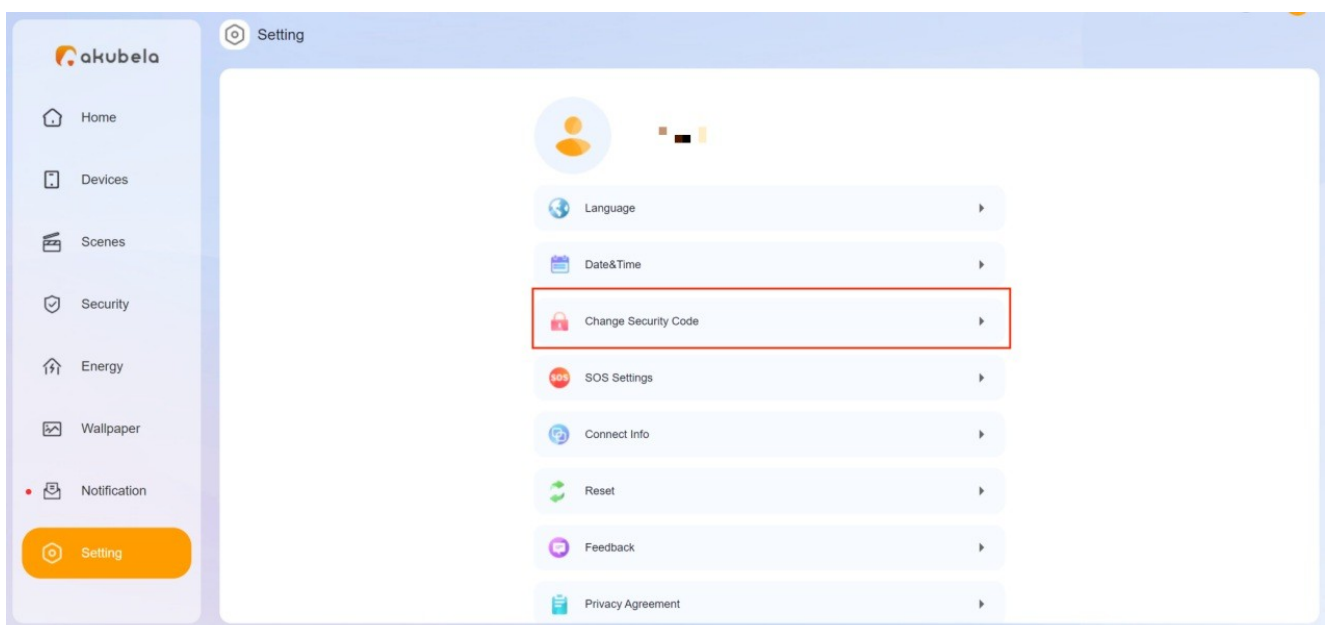 akubela
Home
Devices
Scenes
Security
Energy
Wallpaper
Notification
Setting
Setting
Language
Date&Time
Change Security Code
SOS
SOS Settings
Connect Info
Reset
Feedback
Privacy Agreement